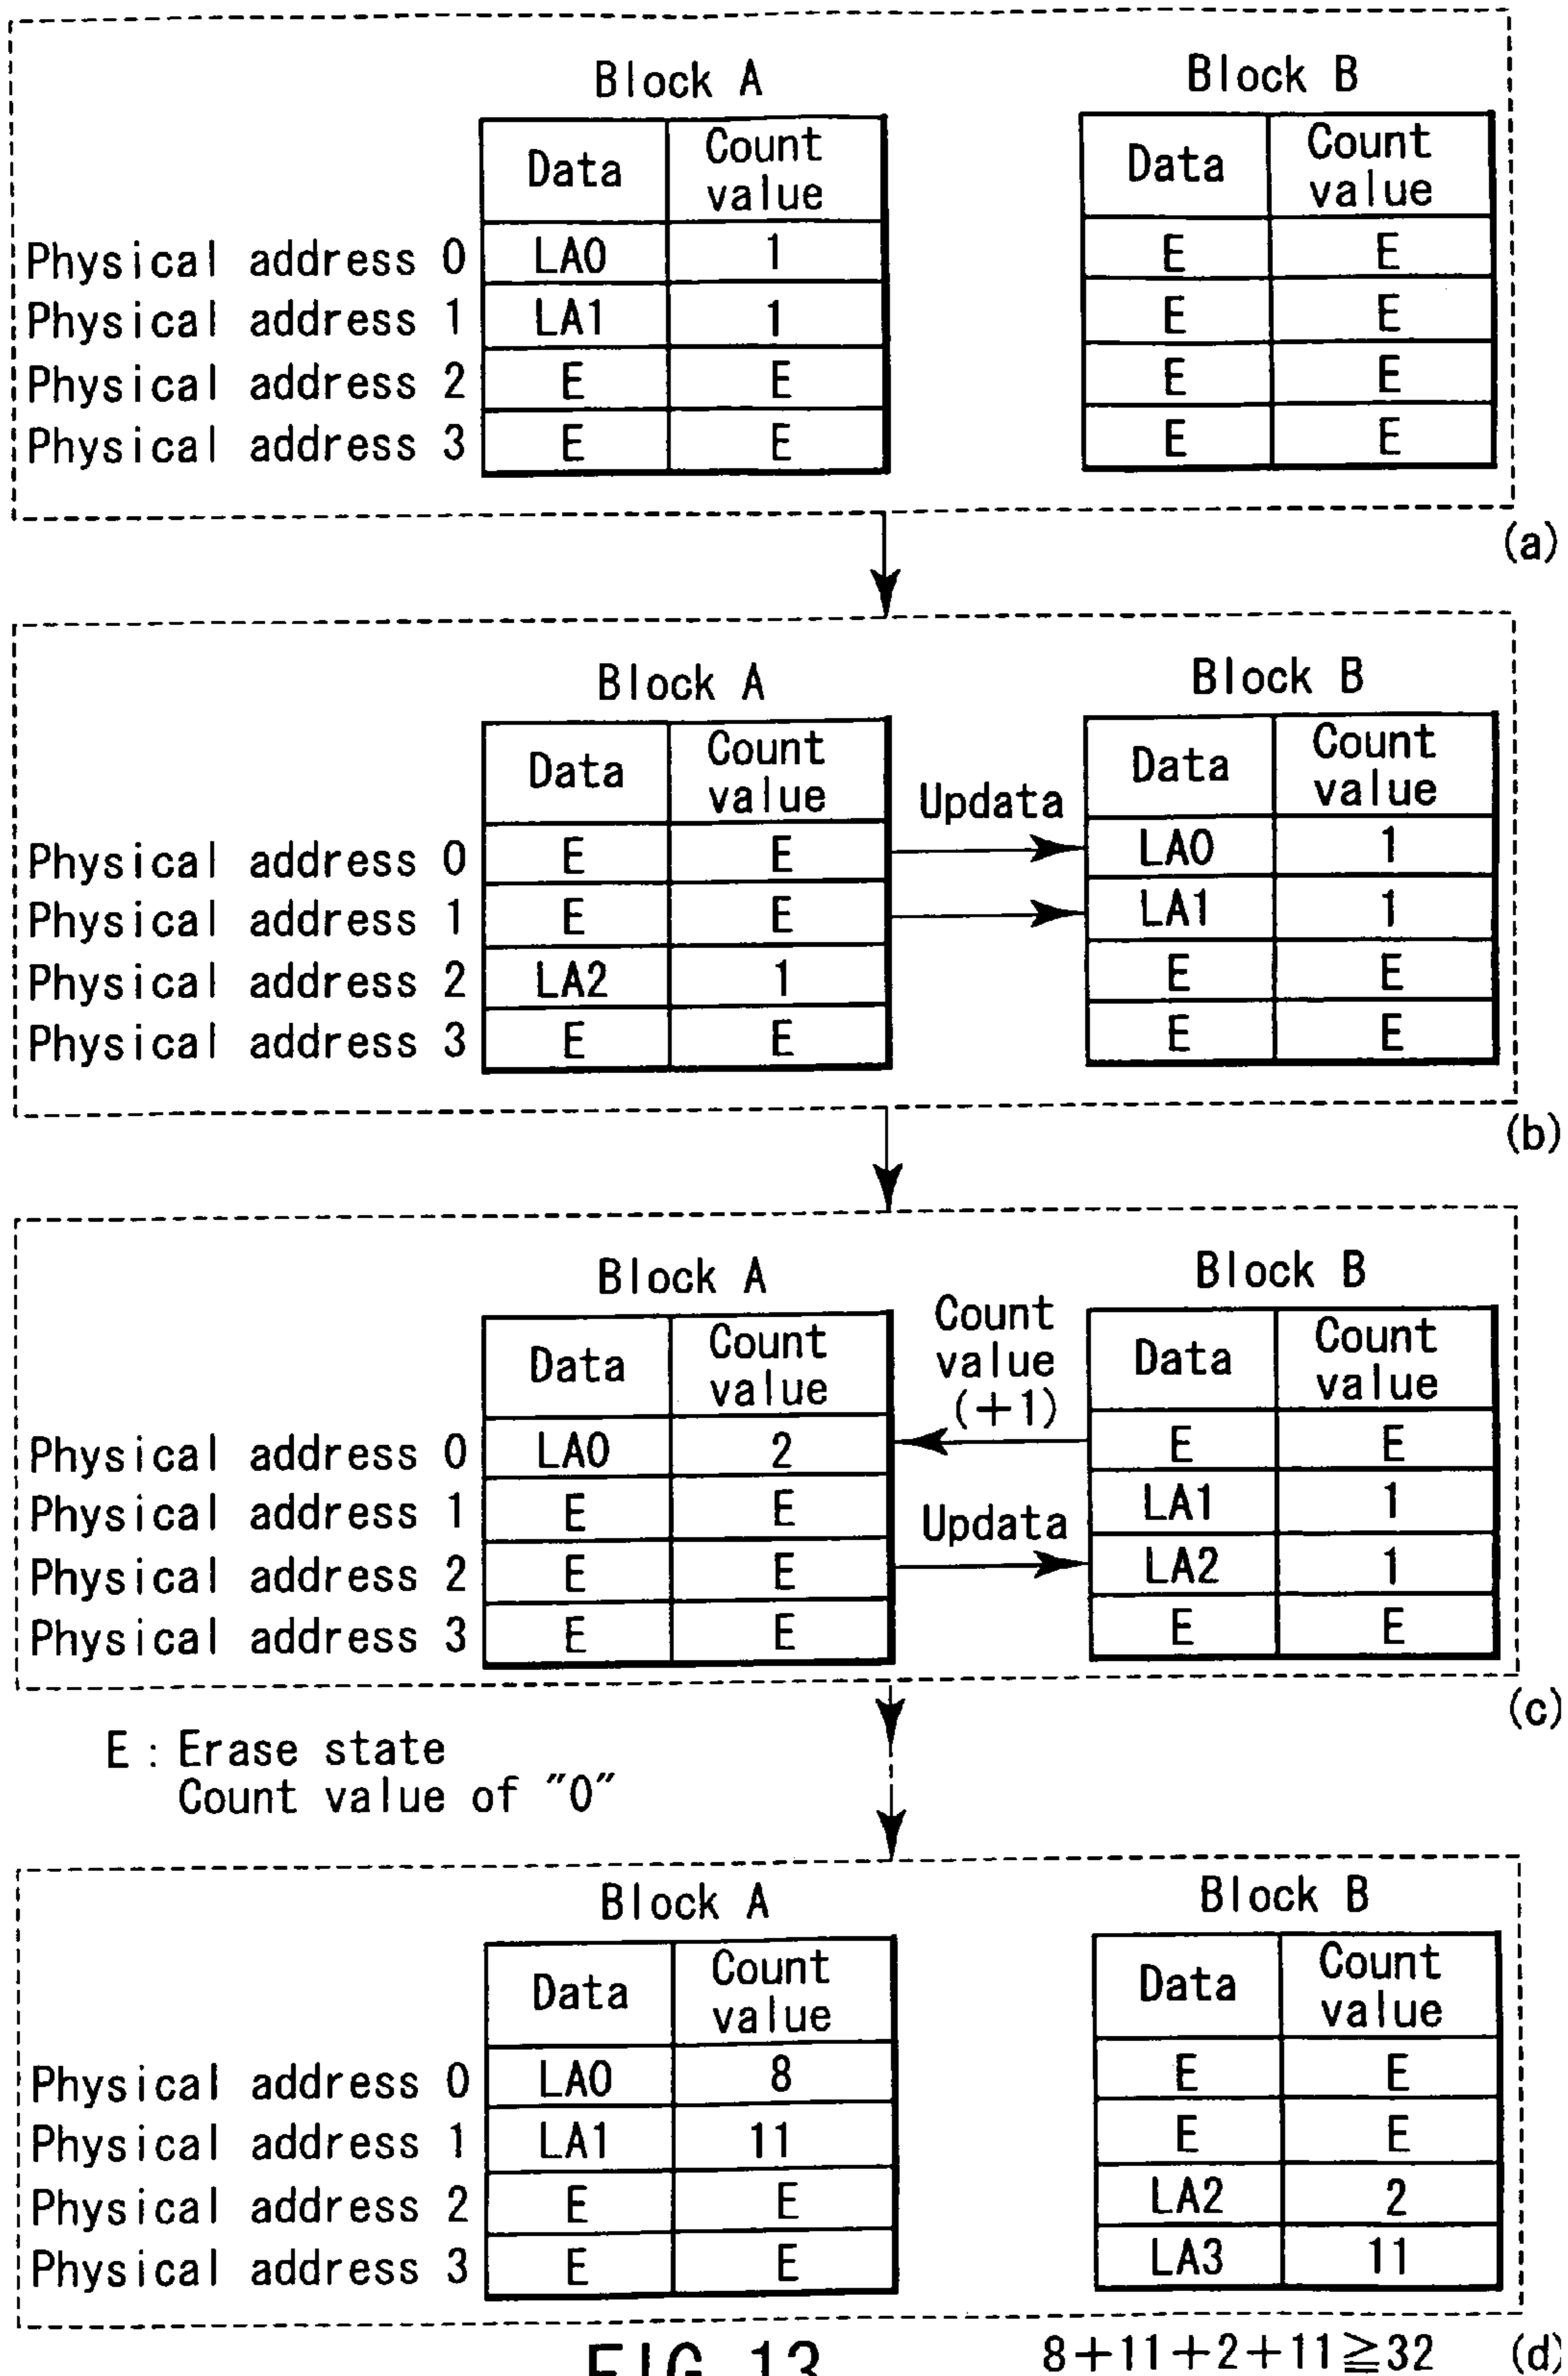 Block A Block B
Data Count value Data Count value
Physical address 0 LA0 1 E E
Physical address 1 LA1 1 E E
Physical address 2 E E E E
Physical address 3 E E E E
(a)
Block A Block B
Data Count value Updata Data Count value
Physical address 0 E E LA0 1
Physical address 1 E E LA1 1
Physical address 2 LA2 1 E E
Physical address 3 E E E E
(b)
Block A Block B
Data Count value Count value (+1) Data Count value
Physical address 0 LA0 2 E E
Physical address 1 E E Updata LA1 1
Physical address 2 E E LA2 1
Physical address 3 E E E E
(c)
E : Erase state
Count value of "0"
Block A Block B
Data Count value Data Count value
Physical address 0 LA0 8 E E
Physical address 1 LA1 11 E E
Physical address 2 E E LA2 2
Physical address 3 E E LA3 11
FIG. 13 8+11+2+11≧32 (d)